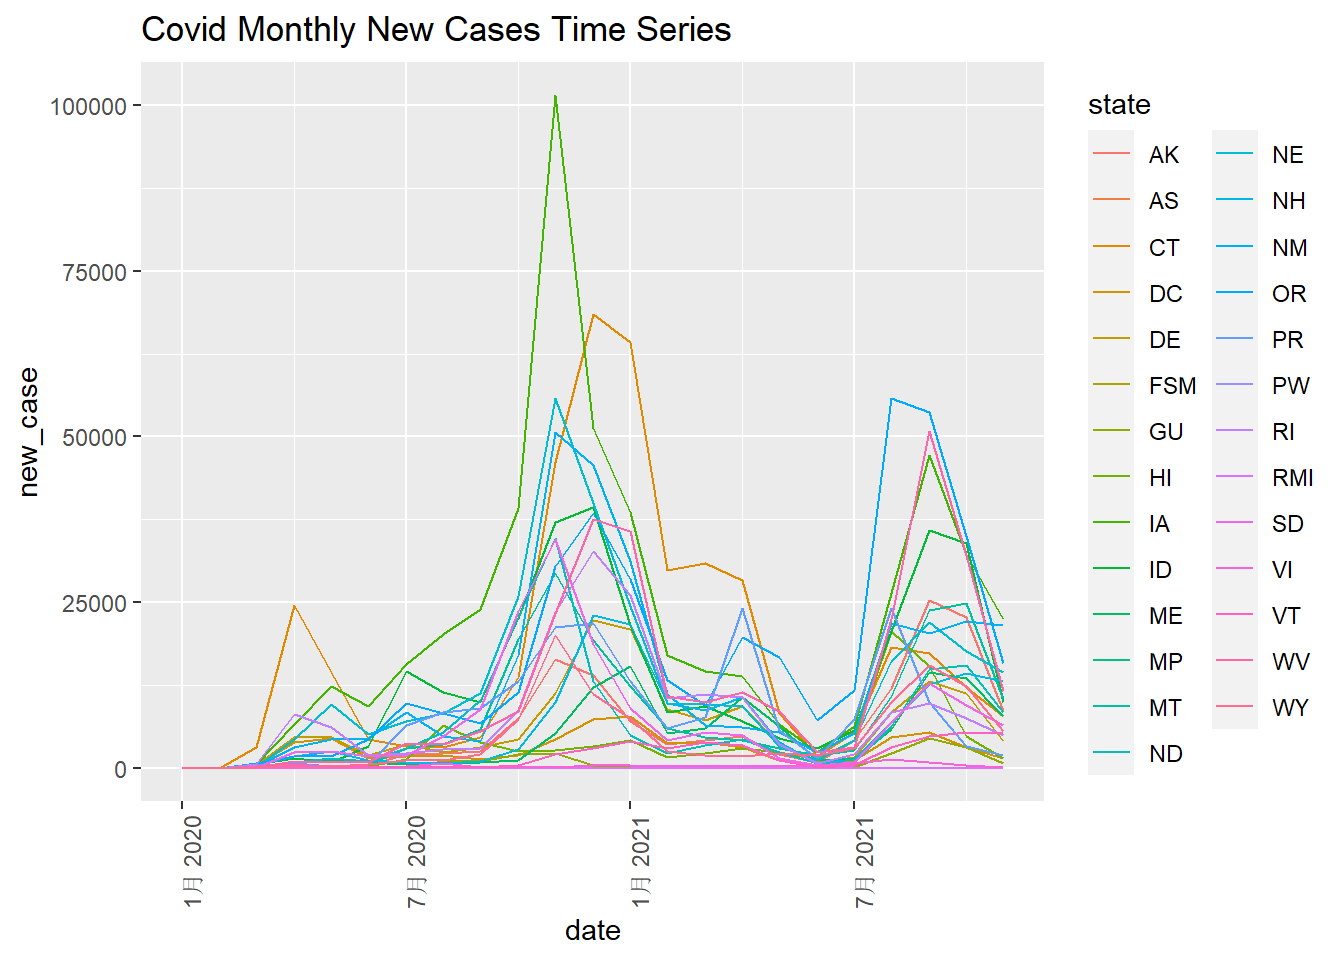 Covid Monthly New Cases Time Series
new_case
100000
75000
50000
25000
0
1月 2020
7月 2020
1月 2021
7月 2021
date
state
AK
AS
CT
DC
DE
FSM
GU
HI
IA
ID
ME
MP
MT
ND
NE
NH
NM
OR
PR
PW
RI
RMI
SD
VI
VT
WV
WY